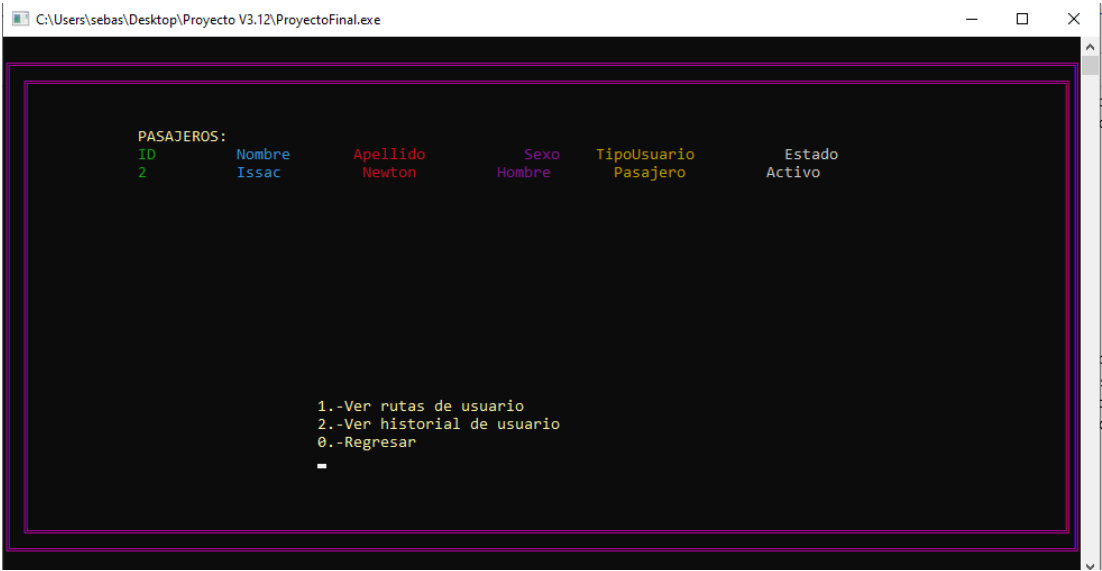 C:\Users\sebas\Desktop\Proyecto V3.12\ProyectoFinal.exe
PASAJEROS:
ID Nombre Apellido Sexo TipoUsuario Estado
2 Issac Newton Hombre Pasajero Activo
1.-Ver rutas de usuario
2.-Ver historial de usuario
0.-Regresar